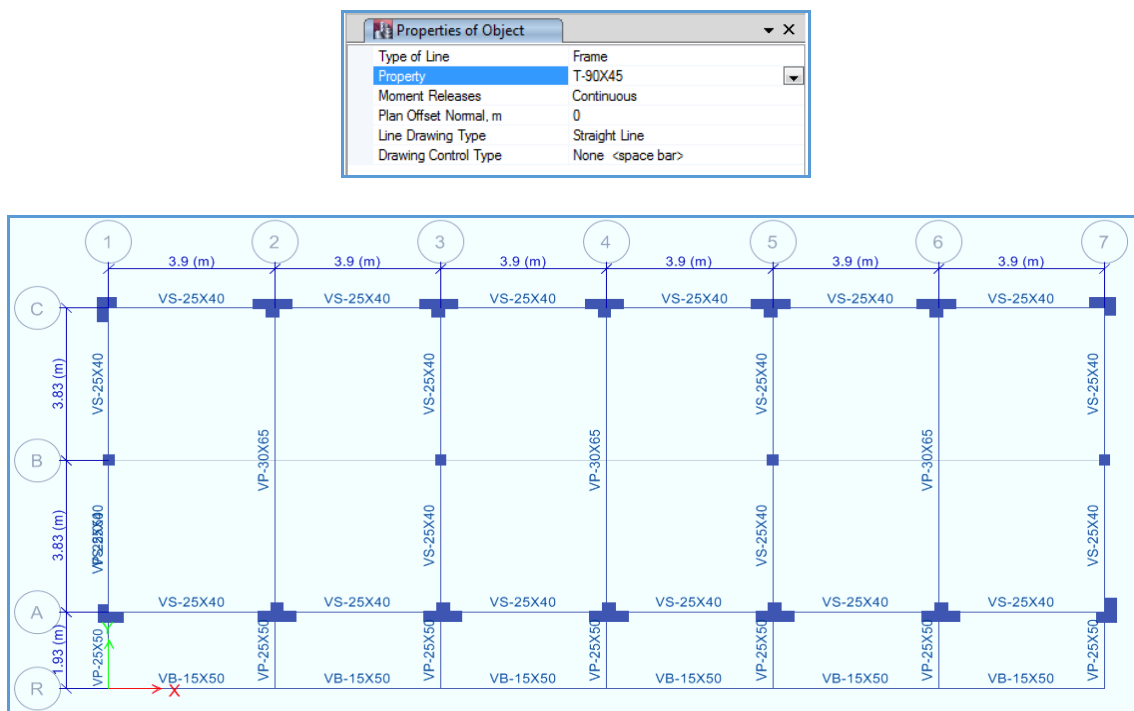 Properties of Object
Type of Line Frame
Property T-90X45
Moment Releases Continuous
Plan Offset Normal, m 0
Line Drawing Type Straight Line
Drawing Control Type None <space bar>
1 2 3 4 5 6 7
3.9 (m) 3.9 (m) 3.9 (m) 3.9 (m) 3.9 (m) 3.9 (m)
C VS-25X40 VS-25X40 VS-25X40 VS-25X40 VS-25X40 VS-25X40
3.83 (m) VS-25X40 VS-25X40 VS-25X40 VS-25X40
B VP-30X65 VP-30X65 VP-30X65
3.83 (m) VS-25X40 VS-25X40 VS-25X40
A VS-25X40 VS-25X40 VS-25X40 VS-25X40 VS-25X40 VS-25X40
1.93 (m) VP-25X50 VP-25X50 VP-25X50 VP-25X50 VP-25X50 VP-25X50 VP-25X50
Y
R VB-15X50 VB-15X50 VB-15X50 VB-15X50 VB-15X50 VB-15X50
X